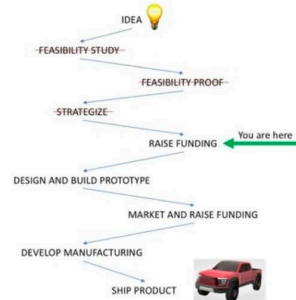 IDEA
FEASIBILITY STUDY
FEASIBILITY PROOF
STRATEGIZE
RAISE FUNDING
You are here
DESIGN AND BUILD PROTOTYPE
MARKET AND RAISE FUNDING
DEVELOP MANUFACTURING
SHIP PRODUCT